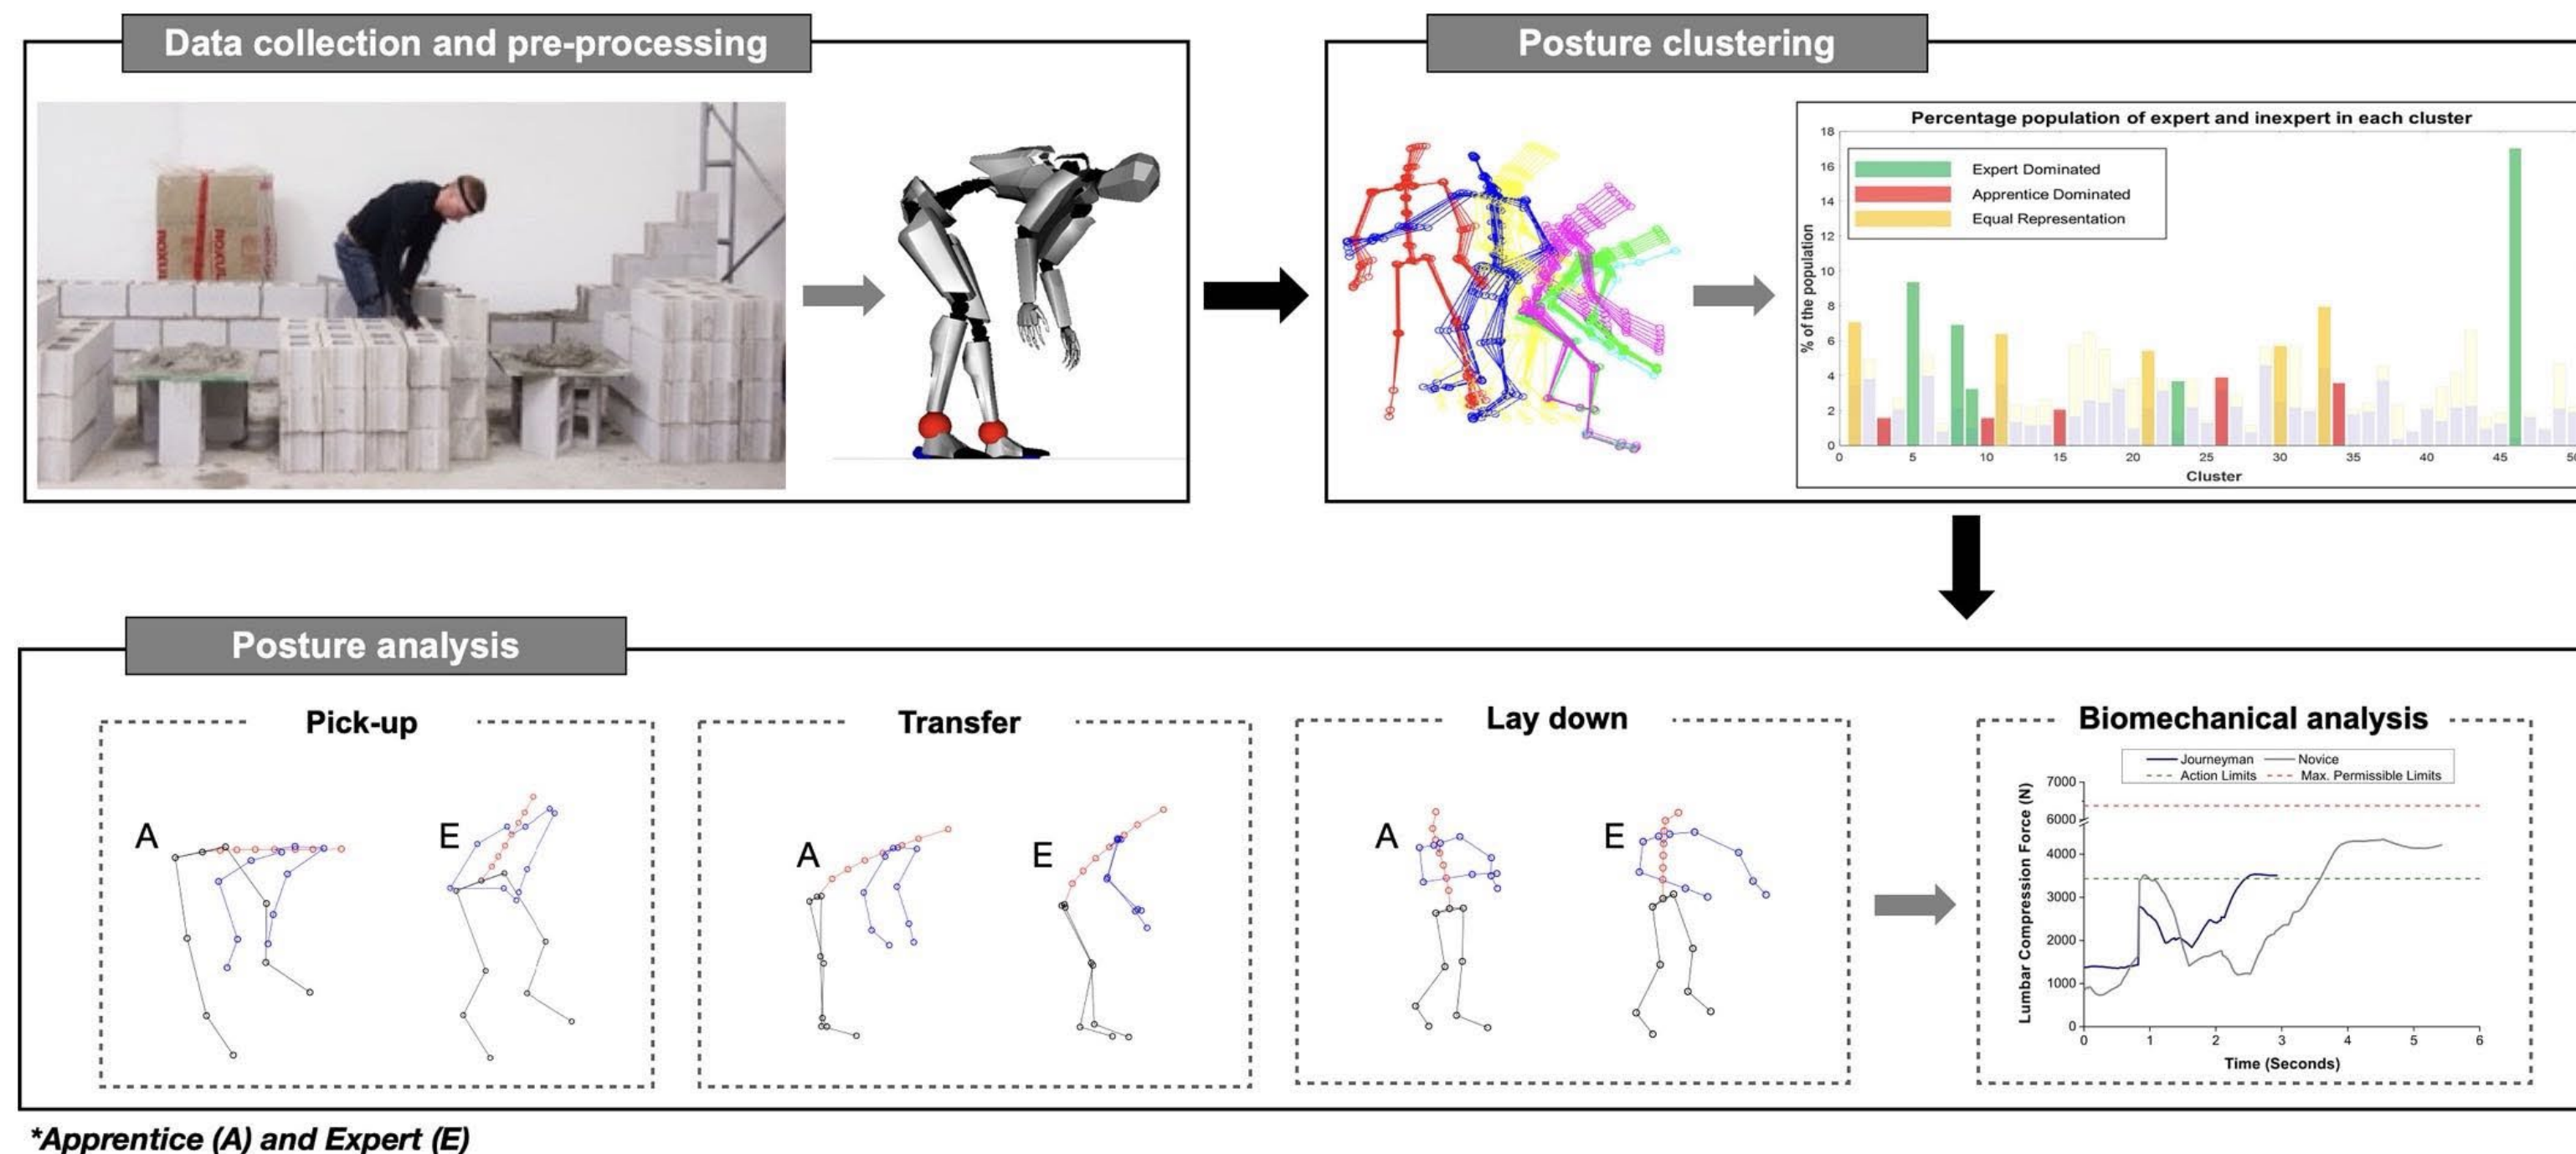 Data collection and pre-processing
Posture clustering
Percentage population of expert and inexpert in each cluster
Expert Dominated
Apprentice Dominated
Equal Representation
% of the population
18
16
14
12
10
8
6
4
2
0
0 5 10 15 20 25 30 35 40 45
Cluster
Posture analysis
Pick-up
A
E
Transfer
A
E
Lay down
A
E
Biomechanical analysis
Journeyman Novice
Action Limits Max. Permissible Limits
Lumbar Compression Force (N)
7000
6000
4000
3000
2000
1000
0
0 1 2 3 4 5 6
Time (Seconds)
*Apprentice (A) and Expert (E)